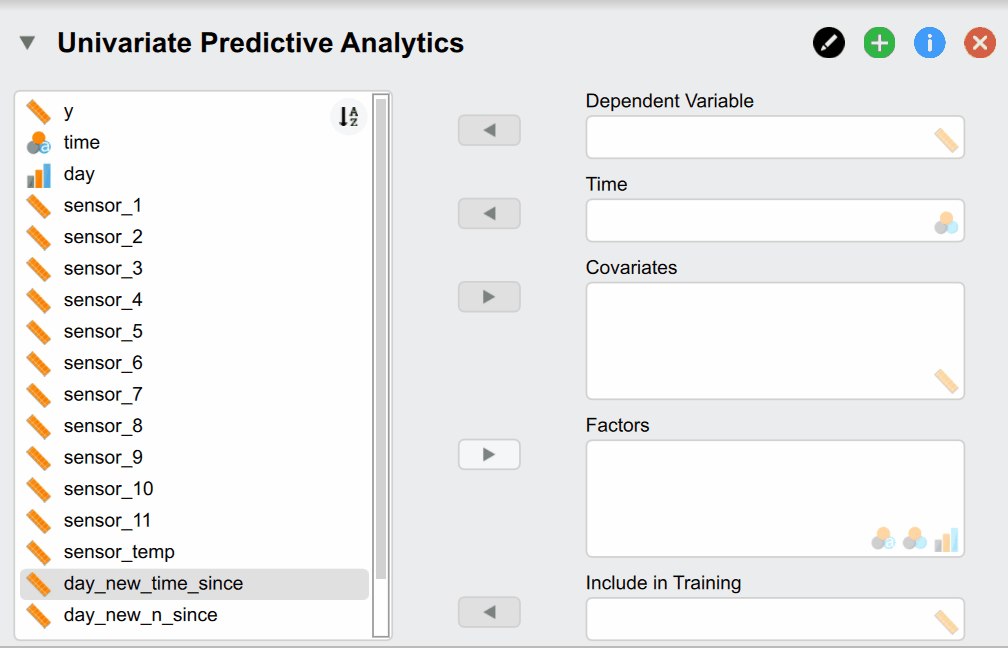 Univariate Predictive Analytics
y
time
day
sensor_1
sensor_2
sensor_3
sensor_4
sensor_5
sensor_6
sensor_7
sensor_8
sensor_9
sensor_10
sensor_11
sensor_temp
day_new_time_since
day_new_n_since
Dependent Variable
Time
Covariates
Factors
Include in Training